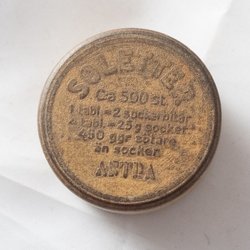 SOLETTER
Ca 500 st.
1 tabl.=2 sockerbitar
4 tabl.=25 g socker
450 ggr sötare
än socker
ASTRA